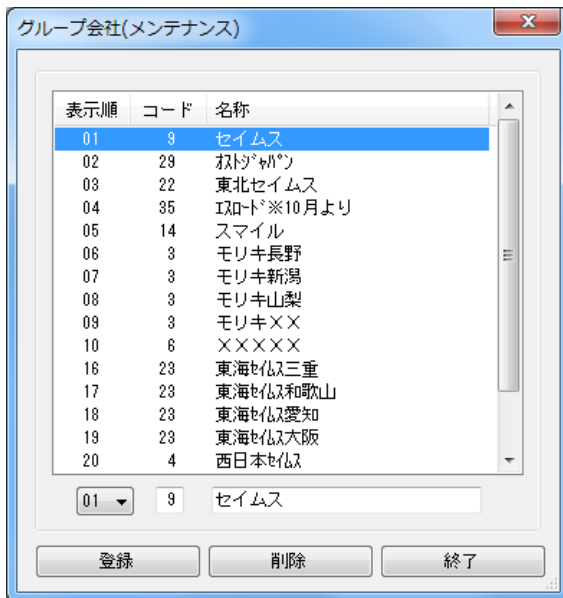 グループ会社(メンテナンス)
表示順 コード 名称
01 9 セイムス
02 29 ｵｽﾄｼﾞｬﾊﾟﾝ
03 22 東北セイムス
04 35 ｴｽﾛｰﾄﾞ※10月より
05 14 スマイル
06 3 モリキ長野
07 3 モリキ新潟
08 3 モリキ山梨
09 3 モリキ××
10 6 ×××××
16 23 東海ｾｲﾑｽ三重
17 23 東海ｾｲﾑｽ和歌山
18 23 東海ｾｲﾑｽ愛知
19 23 東海ｾｲﾑｽ大阪
20 4 西日本ｾｲﾑｽ
01 9 セイムス
登録 削除 終了